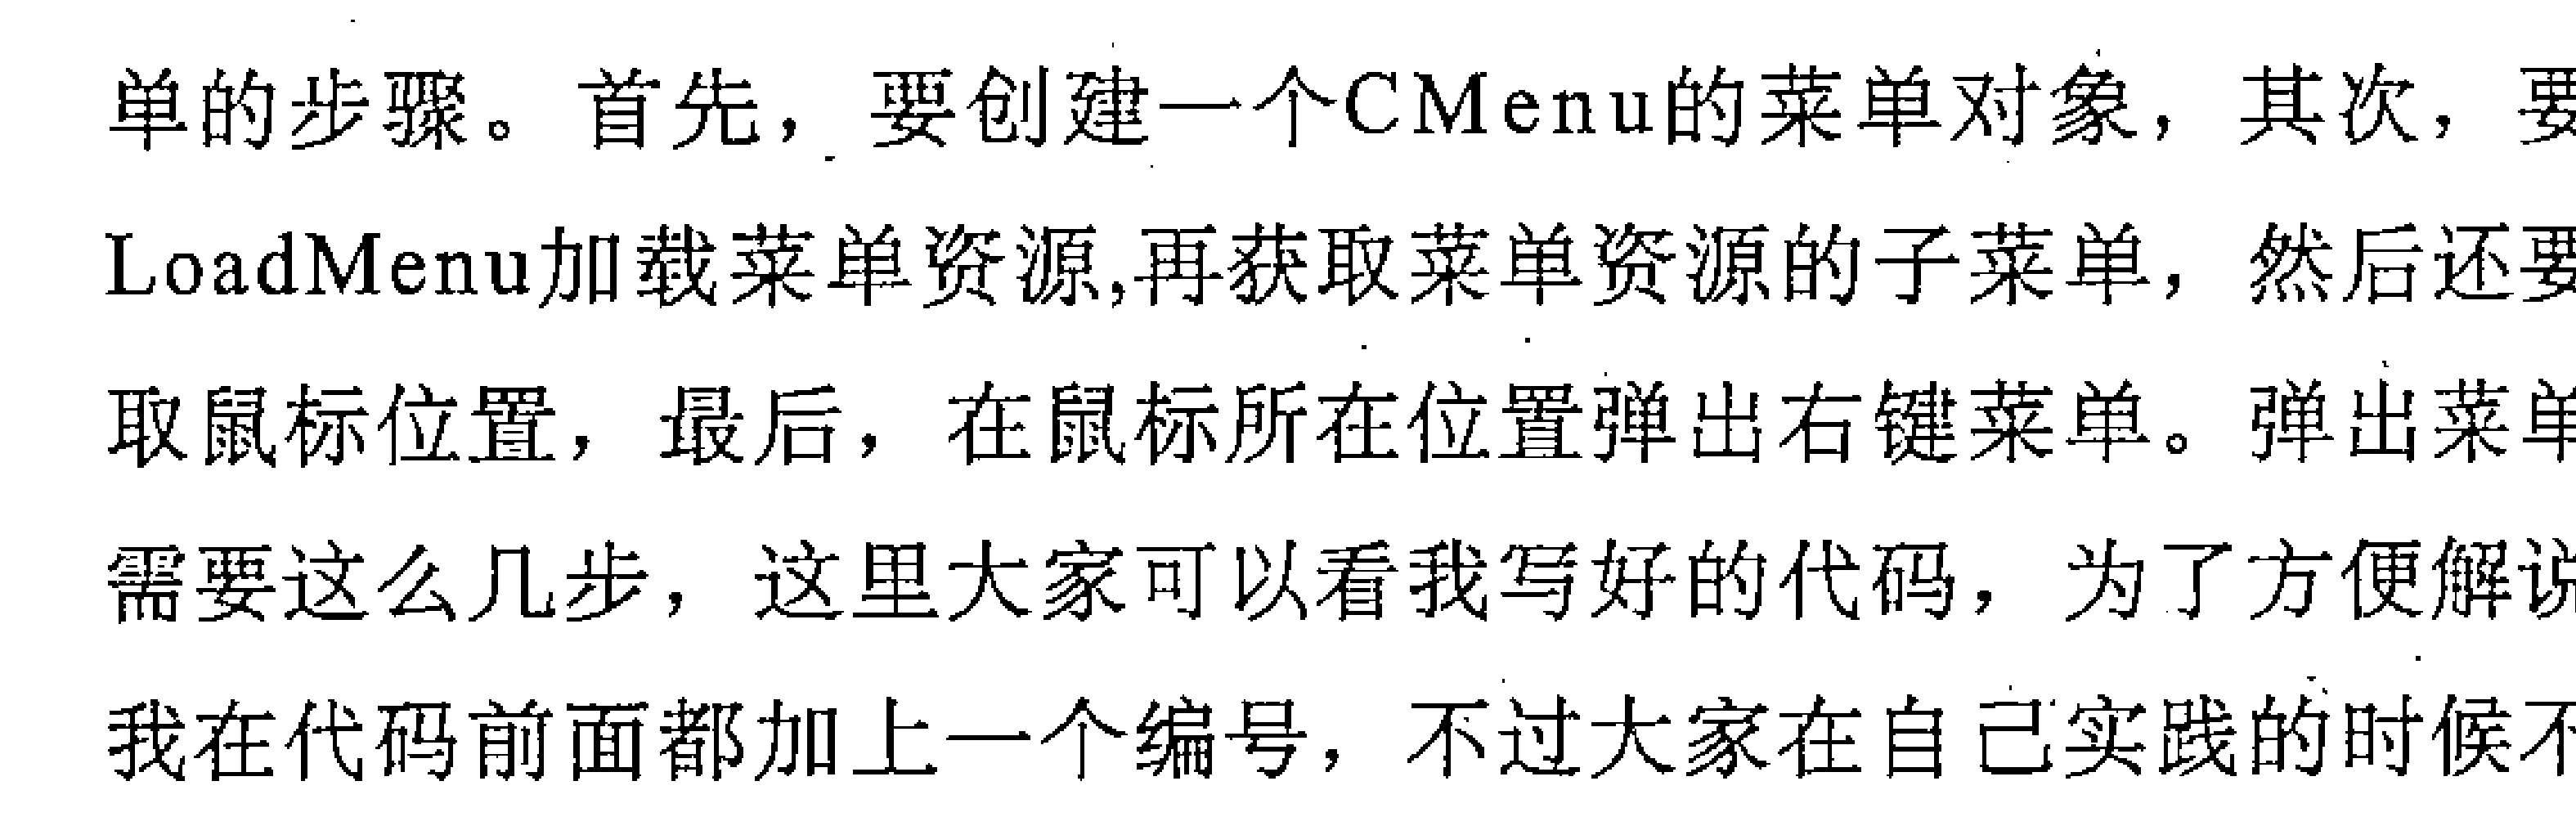 单的步骤。首先，要创建一个CMenu的菜单对象，其次，要
LoadMenu加载菜单资源,再获取菜单资源的子菜单，然后还要
取鼠标位置，最后，在鼠标所在位置弹出右键菜单。弹出菜单
需要这么几步，这里大家可以看我写好的代码，为了方便解说
我在代码前面都加上一个编号，不过大家在自己实践的时候不